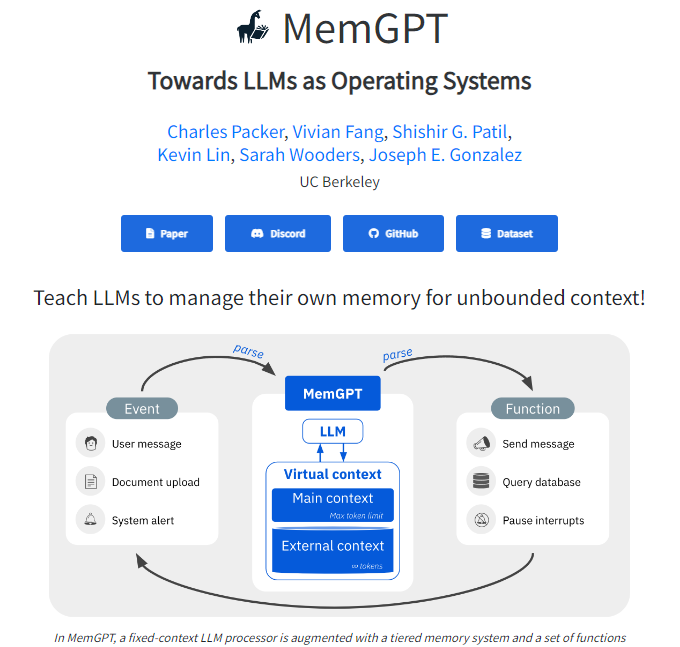 MemGPT
Towards LLMs as Operating Systems
Charles Packer, Vivian Fang, Shishir G. Patil,
Kevin Lin, Sarah Wooders, Joseph E. Gonzalez
UC Berkeley
Paper
Discord
GitHub
Dataset
Teach LLMs to manage their own memory for unbounded context!
parse
parse
Event
User message
Document upload
System alert
MemGPT
LLM
Virtual context
Main context
Max token limit
External context
∞ tokens
Function
Send message
Query database
Pause interrupts
In MemGPT, a fixed-context LLM processor is augmented with a tiered memory system and a set of functions